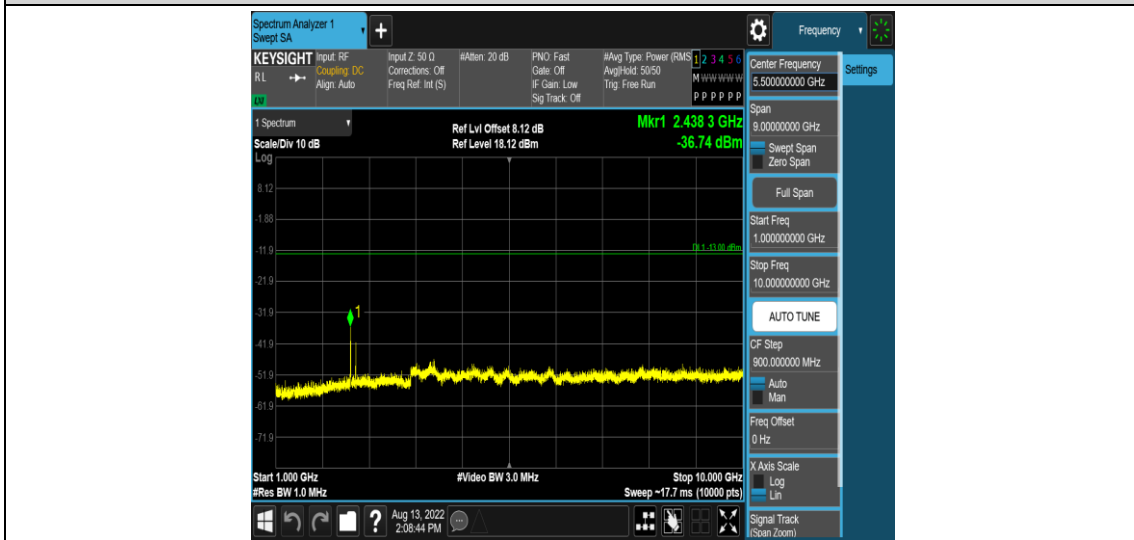 Spectrum Analyzer 1
Swept SA
+
Frequency
KEYSIGHT
RL
LXI
Input: RF
Coupling: DC
Align: Auto
Input Z: 50 Ω
Corrections: Off
Freq Ref: Int (S)
#Atten: 20 dB
PNO: Fast
Gate: Off
IF Gain: Low
Sig Track: Off
#Avg Type: Power (RMS
Avg|Hold: 50/50
Trig: Free Run
1 2 3 4 5 6
M W W W W W
P P P P P P
1 Spectrum
Scale/Div 10 dB
Log
Ref Lvl Offset 8.12 dB
Ref Level 18.12 dBm
Mkr1 2.438 3 GHz
-36.74 dBm
8.12
-1.88
-11.9
-21.9
-31.9
-41.9
-51.9
-61.9
-71.9
DL1 -13.00 dBm
1
Start 1.000 GHz
#Res BW 1.0 MHz
#Video BW 3.0 MHz
Stop 10.000 GHz
Sweep ~17.7 ms (10000 pts)
?
Aug 13, 2022
2:08:44 PM
Center Frequency
5.500000000 GHz
Settings
Span
9.00000000 GHz
Swept Span
Zero Span
Full Span
Start Freq
1.000000000 GHz
Stop Freq
10.000000000 GHz
AUTO TUNE
CF Step
900.000000 MHz
Auto
Man
Freq Offset
0 Hz
X Axis Scale
Log
Lin
Signal Track
(Span Zoom)